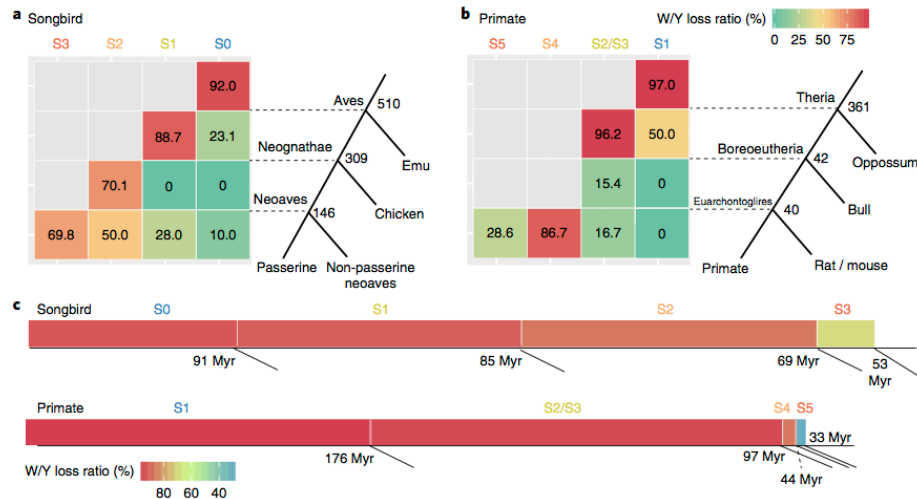 a Songbird
S3 S2 S1 S0
92.0
88.7 23.1
70.1 0 0
69.8 50.0 28.0 10.0
Aves 510
Neognathae 309
Neoaves 146
Emu
Chicken
Passerine
Non-passerine
neoaves
b Primate
W/Y loss ratio (%)
0 25 50 75
S5 S4 S2/S3 S1
97.0
96.2 50.0
15.4 0
28.6 86.7 16.7 0
Theria 361
Boreoeutheria 42
Euarchontoglires 40
Oppossum
Bull
Primate
Rat / mouse
c
Songbird S0 S1 S2 S3
91 Myr 85 Myr 69 Myr 53
Myr
Primate S1 S2/S3 S4 S5
176 Myr 97 Myr 33 Myr
44 Myr
W/Y loss ratio (%)
80 60 40